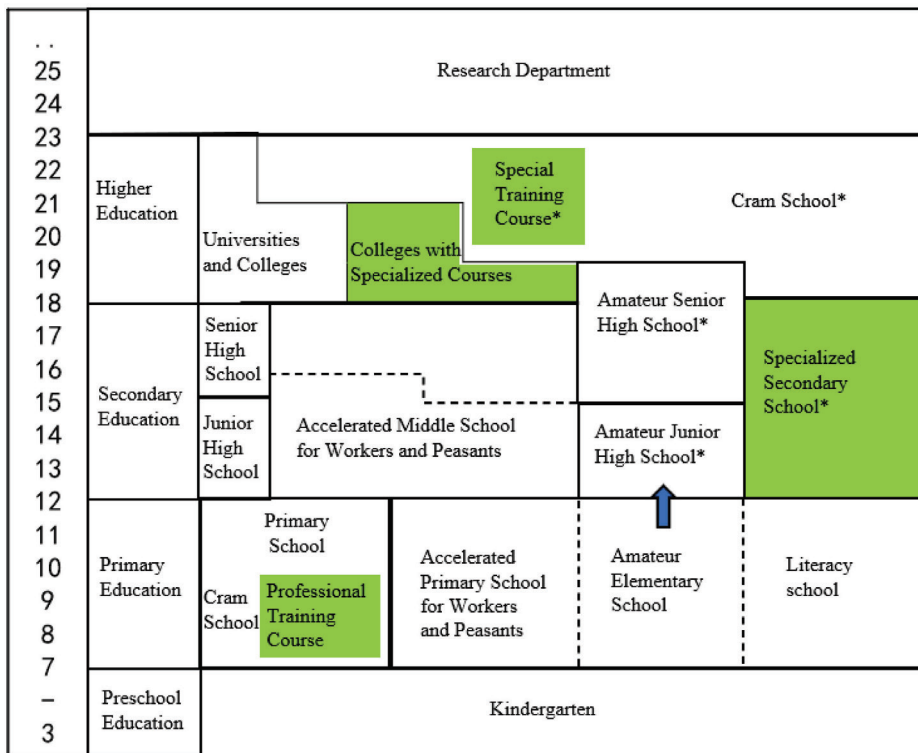 . .
25
24
23
22
21
20
19
18
17
16
15
14
13
12
11
10
9
8
7
–
3
Research Department
Higher
Education
Universities
and Colleges
Colleges with
Specialized Courses
Special
Training
Course*
Cram School*
Secondary
Education
Senior
High
School
Junior
High
School
Accelerated Middle School
for Workers and Peasants
Amateur Senior
High School*
Amateur Junior
High School*
Specialized
Secondary
School*
Primary
Education
Primary
School
Cram
School
Professional
Training
Course
Accelerated
Primary School
for Workers
and Peasants
Amateur
Elementary
School
Literacy
school
Preschool
Education
Kindergarten